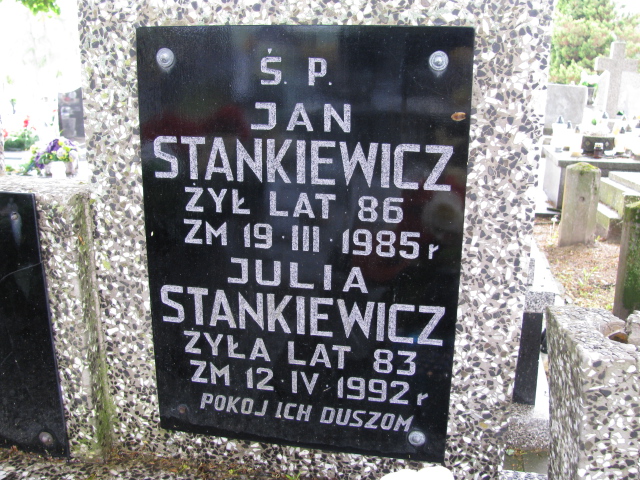 Ś. P.
JAN
STANKIEWICZ
ŻYŁ LAT 86
ZM 19 · III · 1985 r
JULIA
STANKIEWICZ
ŻYŁA LAT 83
ZM 12 · IV · 1992 r
POKÓJ ICH DUSZOM